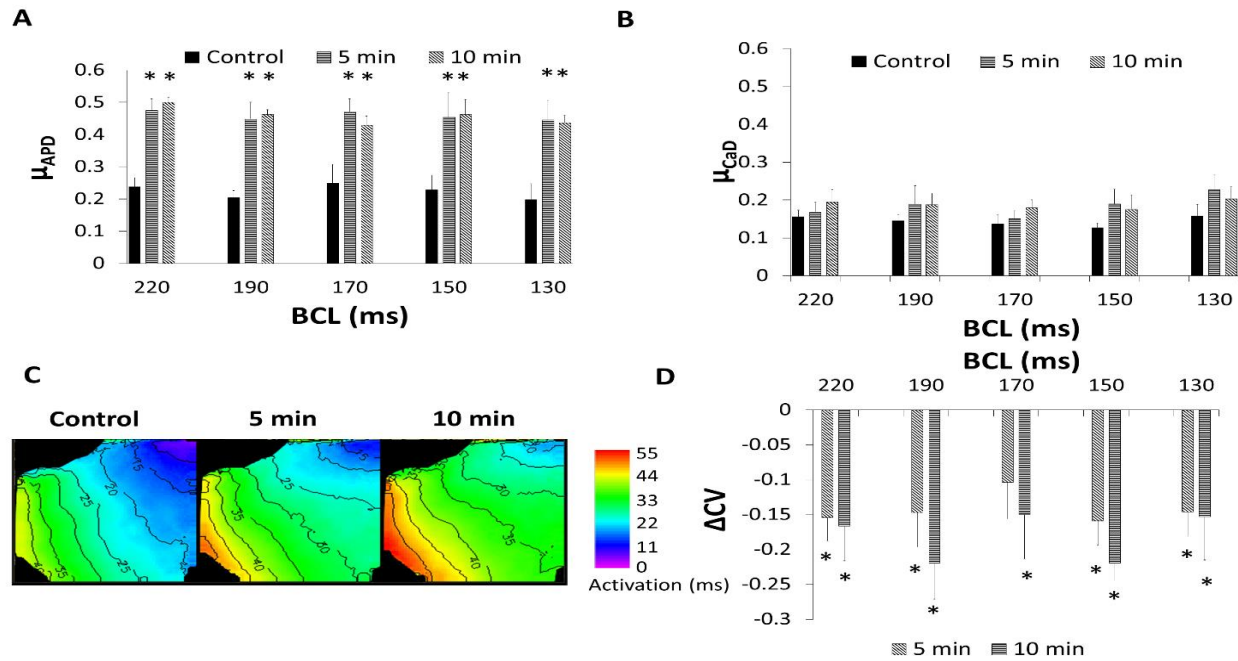 A
Control 5 min 10 min
0.6
0.5
0.4
0.3
0.2
0.1
0
μAPD
* * * * * * * * * *
220 190 170 150 130
BCL (ms)
B
Control 5 min 10 min
0.6
0.5
0.4
0.3
0.2
0.1
0
μCaD
220 190 170 150 130
BCL (ms)
C
Control 5 min 10 min
20
25
35
40
55
44
33
22
11
0
Activation (ms)
D
BCL (ms)
220 190 170 150 130
0
-0.05
-0.1
-0.15
-0.2
-0.25
-0.3
ΔCV
* * * * * * * * *
5 min 10 min